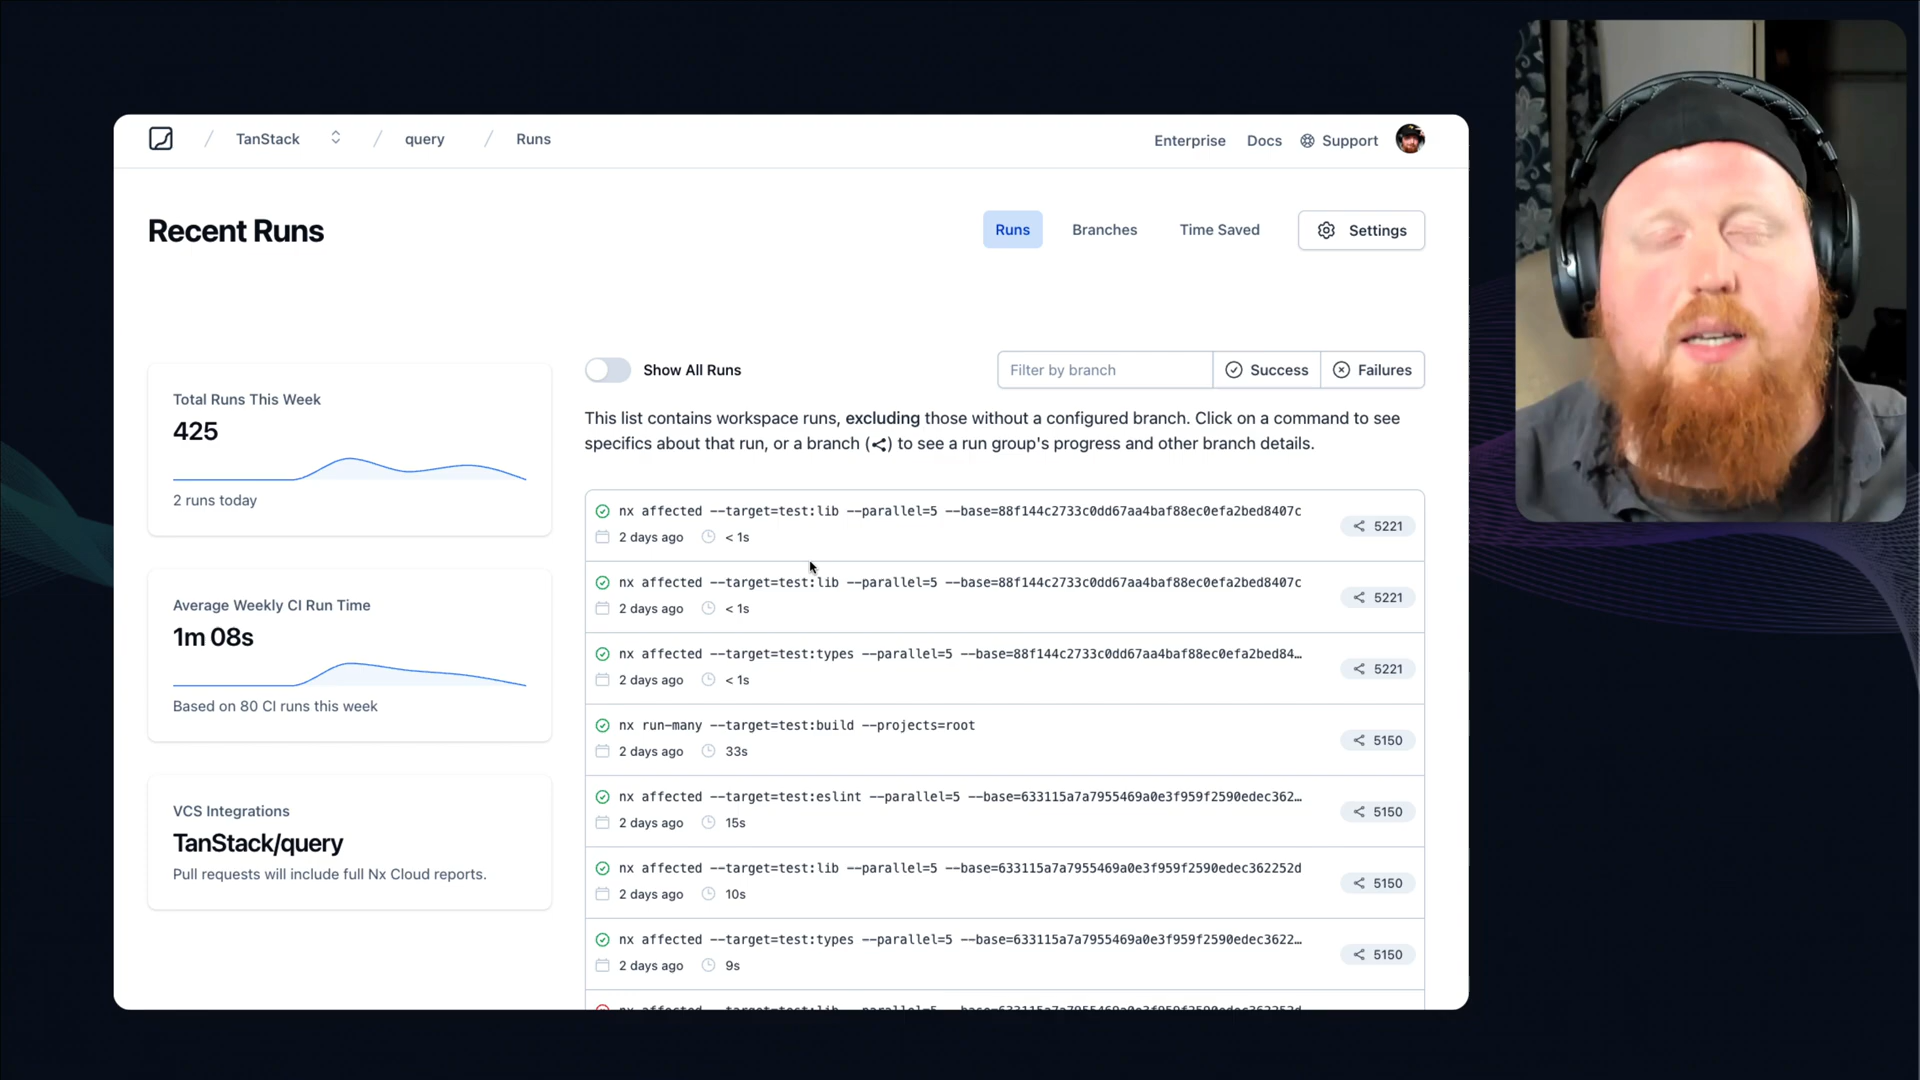 TanStack
query
Runs
Enterprise
Docs
Support
Recent Runs
Runs
Branches
Time Saved
Settings
Total Runs This Week
425
2 runs today
Average Weekly CI Run Time
1m 08s
Based on 80 CI runs this week
VCS Integrations
TanStack/query
Pull requests will include full Nx Cloud reports.
Show All Runs
Filter by branch
Success
Failures
This list contains workspace runs, excluding those without a configured branch. Click on a command to see
specifics about that run, or a branch ( ) to see a run group's progress and other branch details.
nx affected --target=test:lib --parallel=5 --base=88f144c2733c0dd67aa4baf88ec0efa2bed8407c
2 days ago < 1s
5221
nx affected --target=test:lib --parallel=5 --base=88f144c2733c0dd67aa4baf88ec0efa2bed8407c
2 days ago < 1s
5221
nx affected --target=test:types --parallel=5 --base=88f144c2733c0dd67aa4baf88ec0efa2bed84…
2 days ago < 1s
5221
nx run-many --target=test:build --projects=root
2 days ago 33s
5150
nx affected --target=test:eslint --parallel=5 --base=633115a7a7955469a0e3f959f2590edec362…
2 days ago 15s
5150
nx affected --target=test:lib --parallel=5 --base=633115a7a7955469a0e3f959f2590edec362252d
2 days ago 10s
5150
nx affected --target=test:types --parallel=5 --base=633115a7a7955469a0e3f959f2590edec3622…
2 days ago 9s
5150